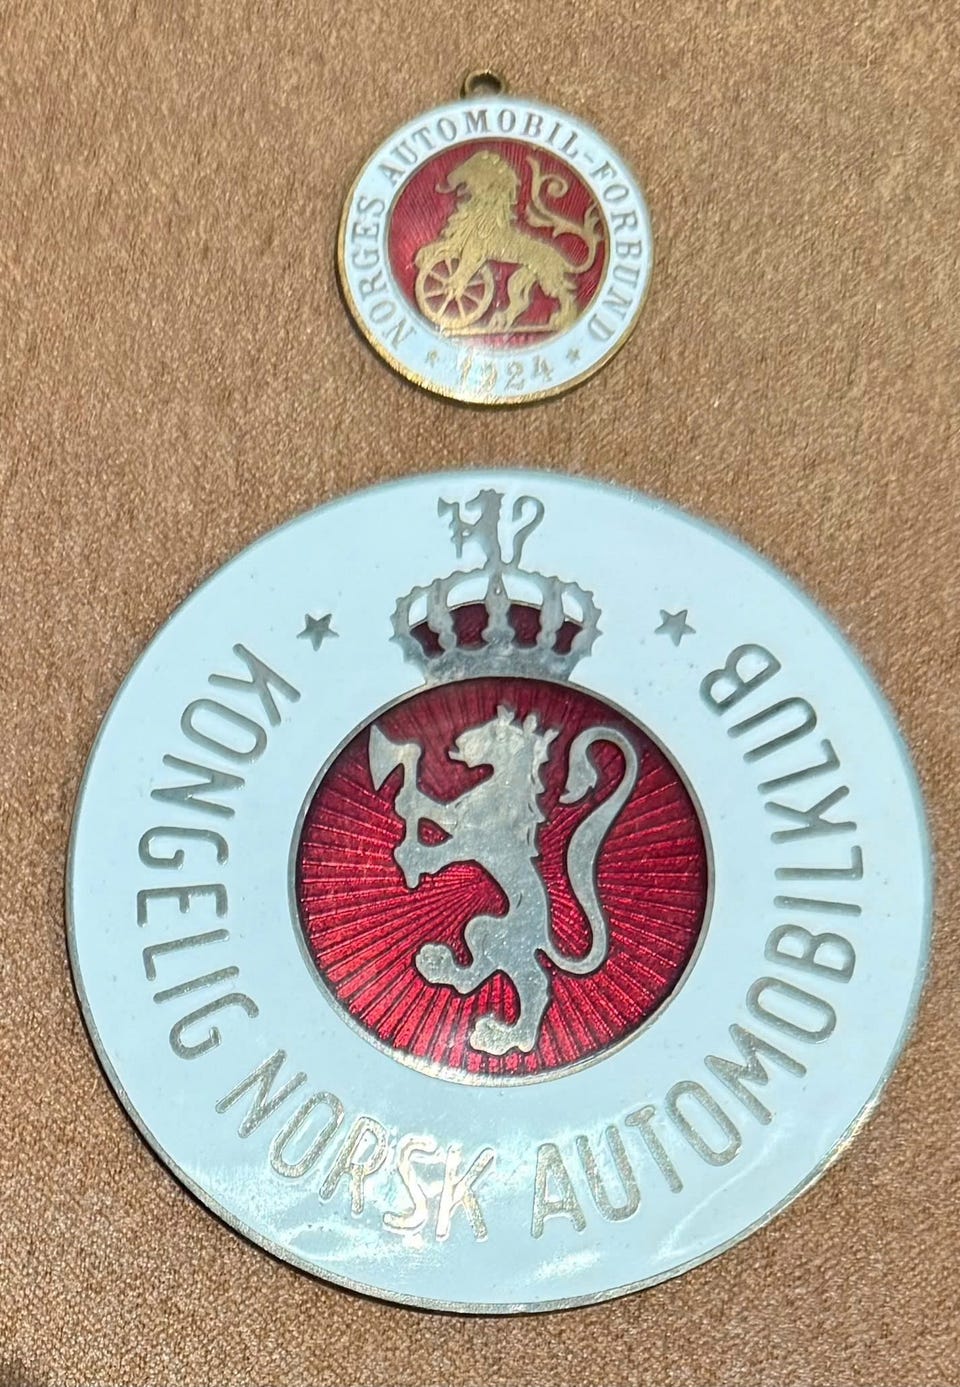 NORGES AUTOMOBIL-FORBUND
1924
KONGELIG NORSK AUTOMOBILKLUB